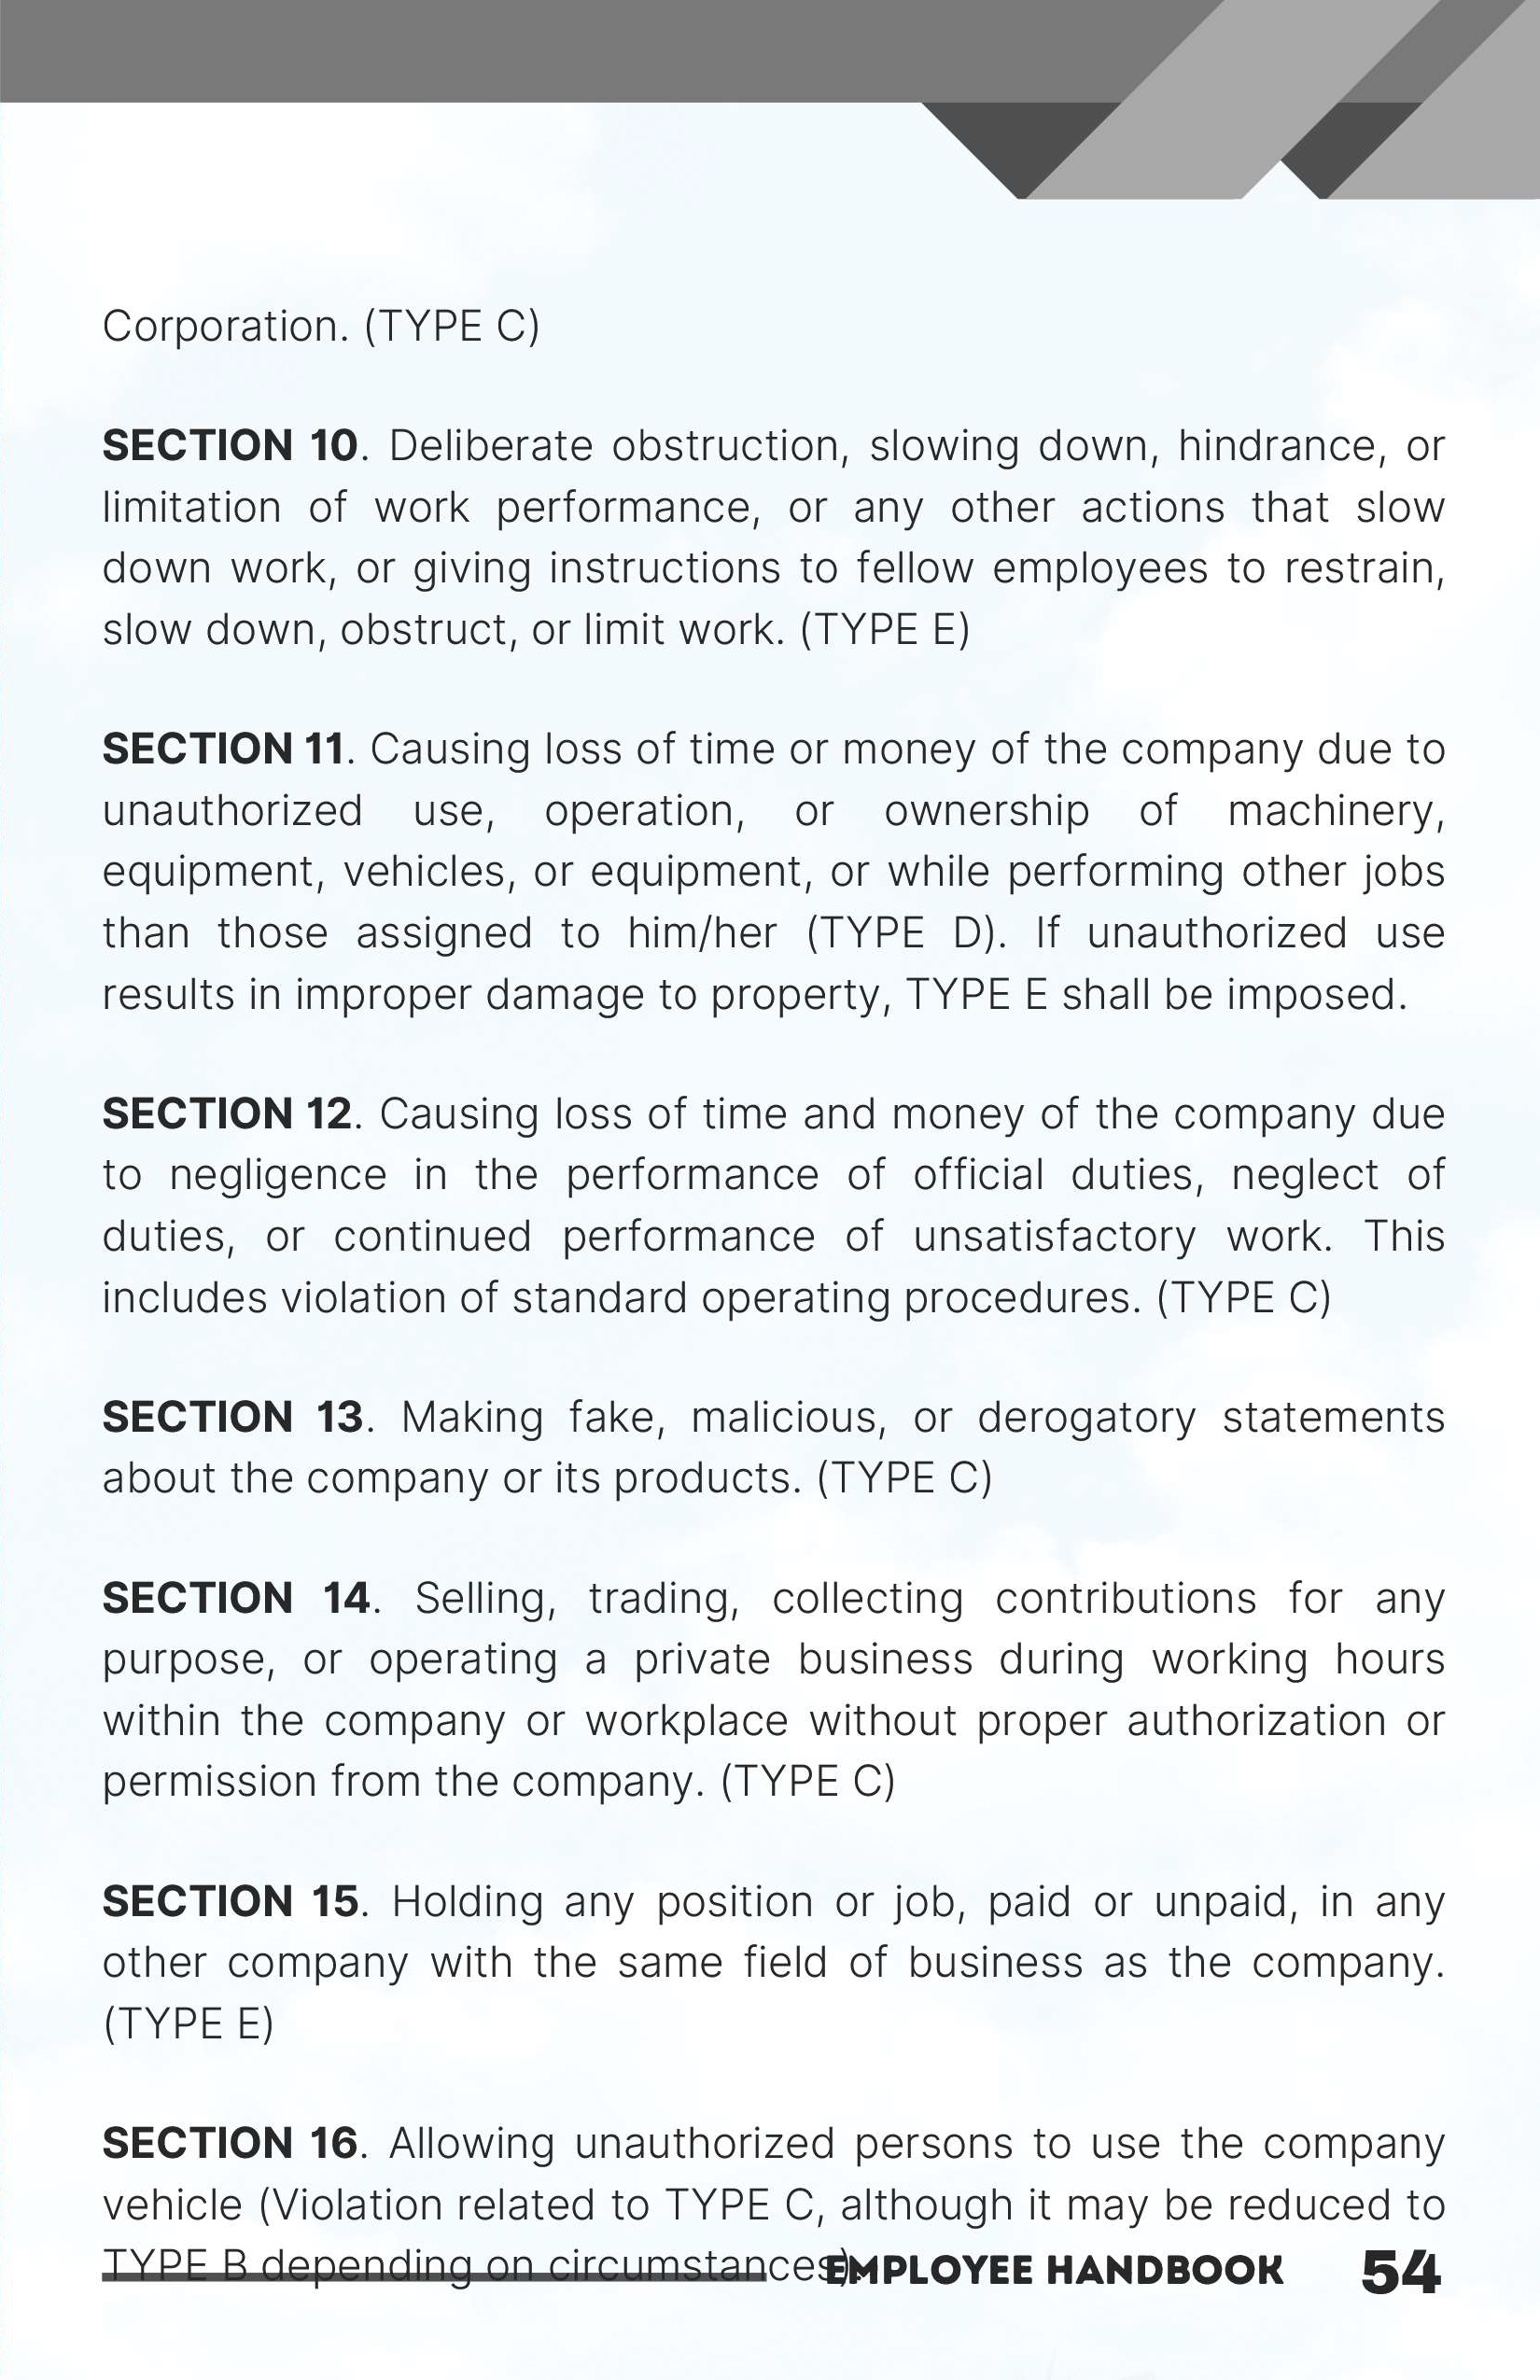 Corporation. (TYPE C)
SECTION 10. Deliberate obstruction, slowing down, hindrance, or
limitation of work performance, or any other actions that slow
down work, or giving instructions to fellow employees to restrain,
slow down, obstruct, or limit work. (TYPE E)
SECTION 11. Causing loss of time or money of the company due to
unauthorized use, operation, or ownership of machinery,
equipment, vehicles, or equipment, or while performing other jobs
than those assigned to him/her (TYPE D). If unauthorized use
results in improper damage to property, TYPE E shall be imposed.
SECTION 12. Causing loss of time and money of the company due
to negligence in the performance of official duties, neglect of
duties, or continued performance of unsatisfactory work. This
includes violation of standard operating procedures. (TYPE C)
SECTION 13. Making fake, malicious, or derogatory statements
about the company or its products. (TYPE C)
SECTION 14. Selling, trading, collecting contributions for any
purpose, or operating a private business during working hours
within the company or workplace without proper authorization or
permission from the company. (TYPE C)
SECTION 15. Holding any position or job, paid or unpaid, in any
other company with the same field of business as the company.
(TYPE E)
SECTION 16. Allowing unauthorized persons to use the company
vehicle (Violation related to TYPE C, although it may be reduced to
TYPE B depending on circumstances).
EMPLOYEE HANDBOOK 54